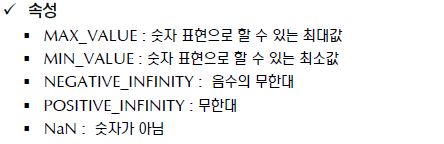 ✓ 속성
▪ MAX_VALUE : 숫자 표현으로 할 수 있는 최대값
▪ MIN_VALUE : 숫자 표현으로 할 수 있는 최소값
▪ NEGATIVE_INFINITY : 음수의 무한대
▪ POSITIVE_INFINITY : 무한대
▪ NaN : 숫자가 아님